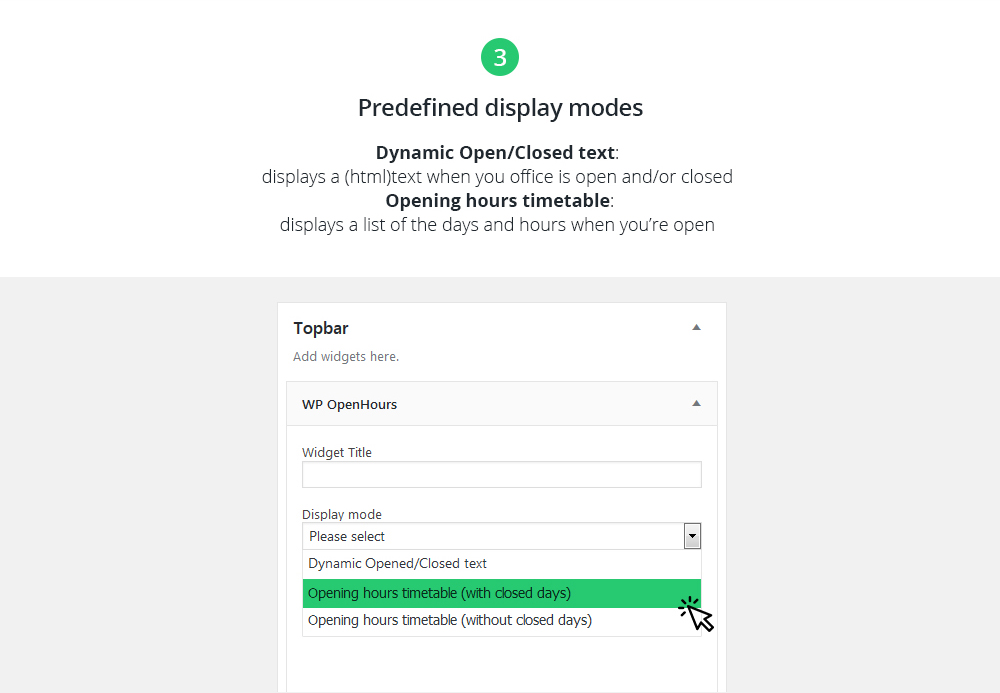 3
Predefined display modes
Dynamic Open/Closed text:
displays a (html)text when you office is open and/or closed
Opening hours timetable:
displays a list of the days and hours when you’re open
Topbar
Add widgets here.
WP OpenHours
Widget Title
Display mode
Please select
Dynamic Opened/Closed text
Opening hours timetable (with closed days)
Opening hours timetable (without closed days)